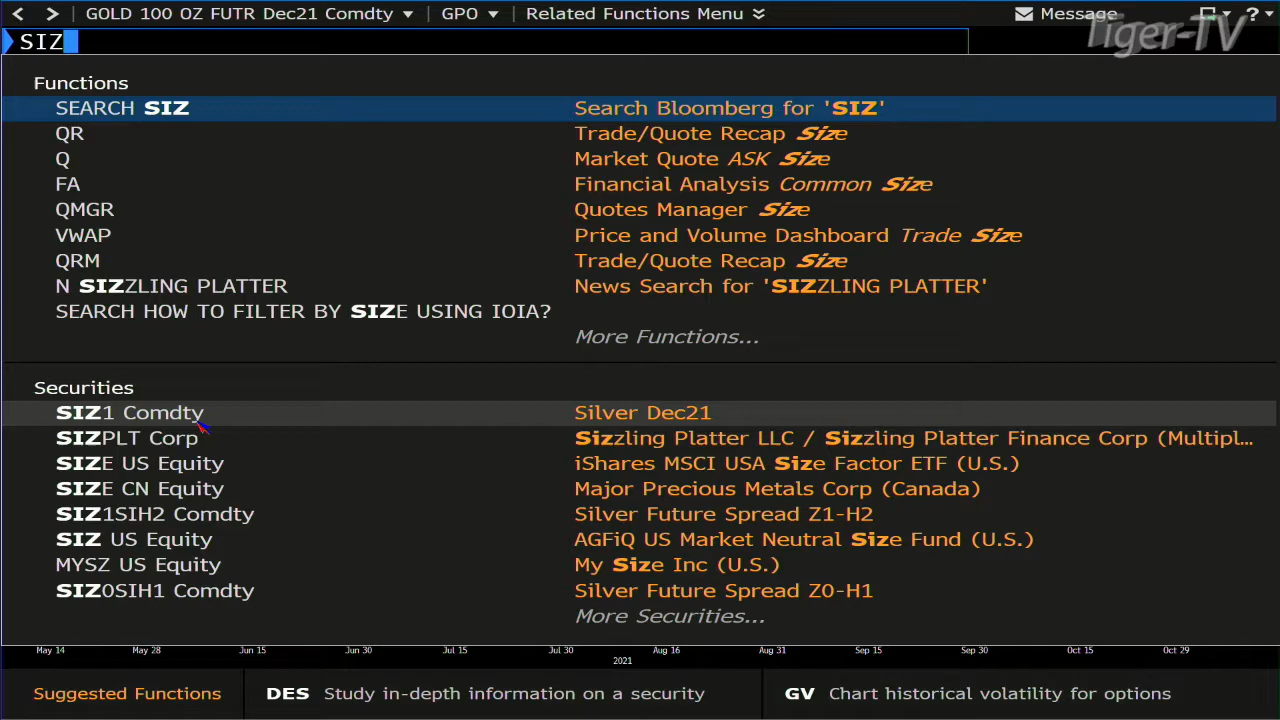 GOLD 100 OZ FUTR Dec21 Comdty GPO Related Functions Menu Message ?
Tiger-TV
SIZ
Functions
SEARCH SIZ Search Bloomberg for 'SIZ'
QR Trade/Quote Recap Size
Q Market Quote ASK Size
FA Financial Analysis Common Size
QMGR Quotes Manager Size
VWAP Price and Volume Dashboard Trade Size
QRM Trade/Quote Recap Size
N SIZZLING PLATTER News Search for 'SIZZLING PLATTER'
SEARCH HOW TO FILTER BY SIZE USING IOIA?
More Functions...
Securities
SIZ1 Comdty Silver Dec21
SIZPLT Corp Sizzling Platter LLC / Sizzling Platter Finance Corp (Multipl...
SIZE US Equity iShares MSCI USA Size Factor ETF (U.S.)
SIZE CN Equity Major Precious Metals Corp (Canada)
SIZ1SIH2 Comdty Silver Future Spread Z1-H2
SIZ US Equity AGFiQ US Market Neutral Size Fund (U.S.)
MYSZ US Equity My Size Inc (U.S.)
SIZ0SIH1 Comdty Silver Future Spread Z0-H1
More Securities...
May 14 May 28 Jun 15 Jun 30 Jul 15 Jul 30 Aug 16 Aug 31 Sep 15 Sep 30 Oct 15 Oct 29
2021
Suggested Functions DES Study in-depth information on a security GV Chart historical volatility for options